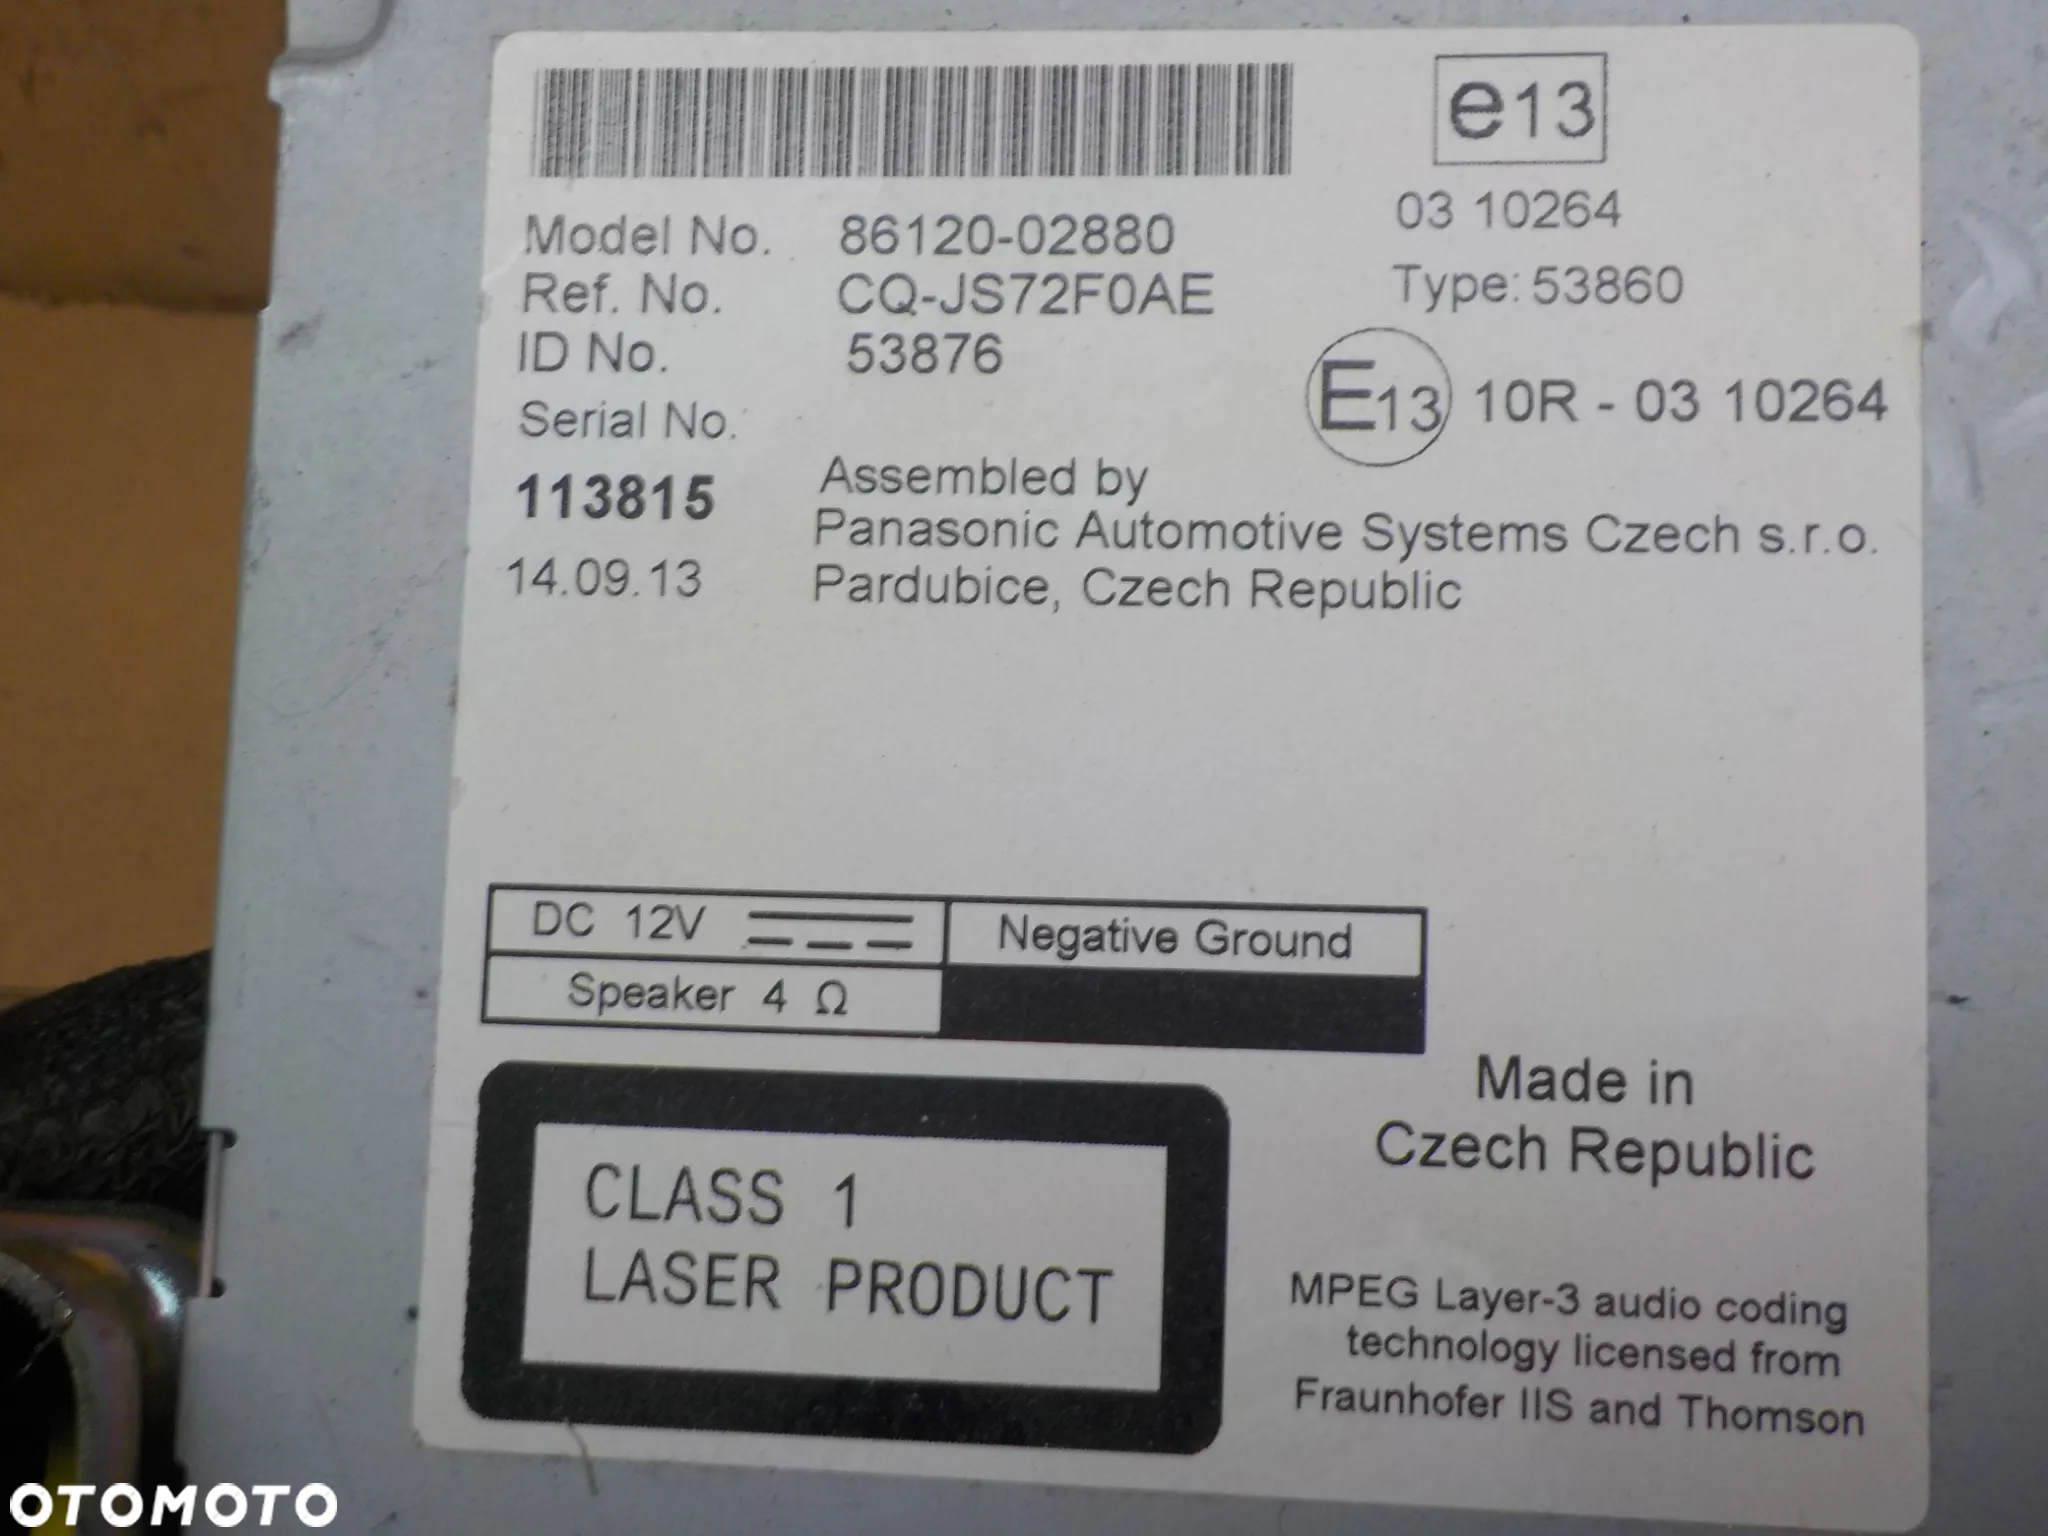 e13
03 10264
Type: 53860
Model No. 86120-02880
Ref. No. CQ-JS72F0AE
ID No. 53876
E13 10R - 03 10264
Serial No.
113815
14.09.13
Assembled by
Panasonic Automotive Systems Czech s.r.o.
Pardubice, Czech Republic
DC 12V Negative Ground
Speaker 4 Ω
CLASS 1
LASER PRODUCT
Made in
Czech Republic
MPEG Layer-3 audio coding
technology licensed from
Fraunhofer IIS and Thomson
OTOMOTO